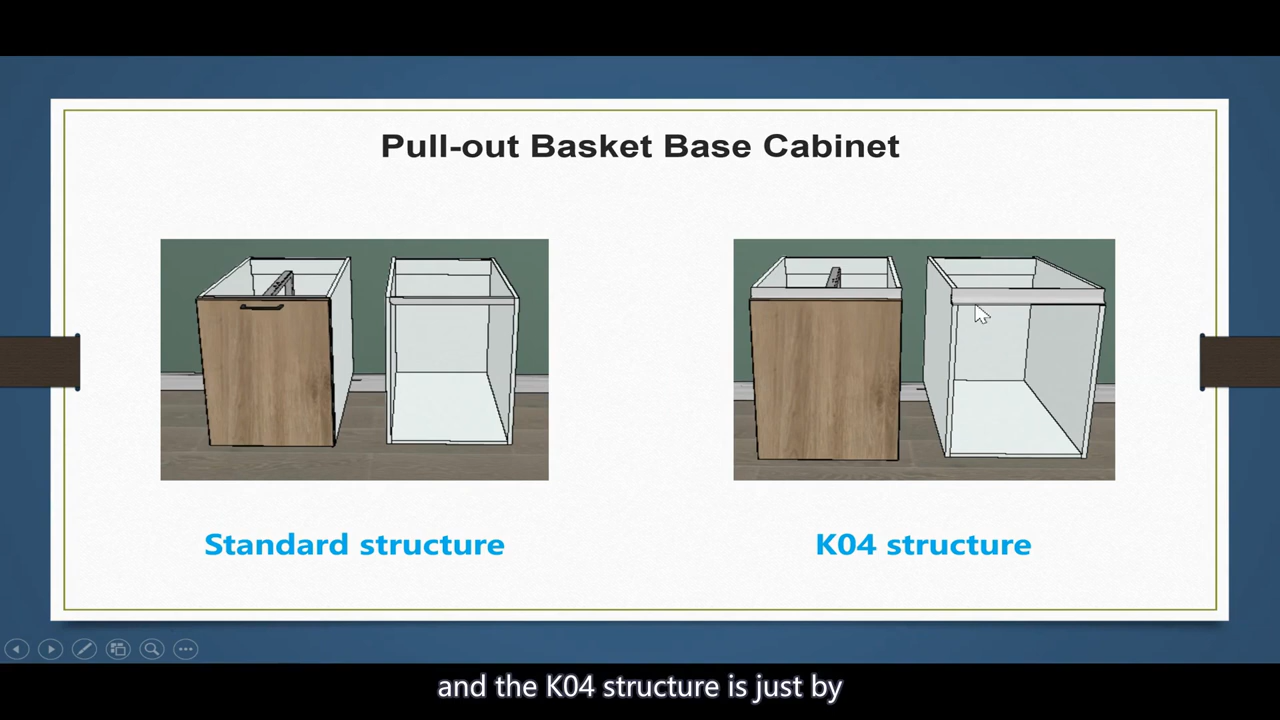 Pull-out Basket Base Cabinet
Standard structure
K04 structure
and the K04 structure is just by